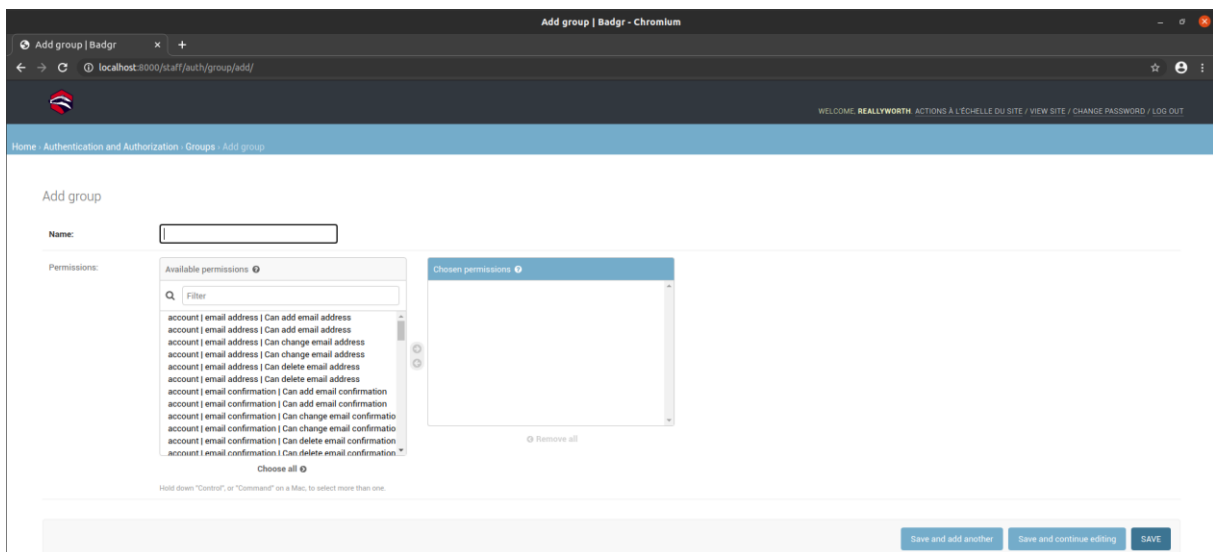 Add group | Badgr - Chromium
Add group | Badgr
localhost:8000/staff/auth/group/add/
WELCOME, REALLYWORTH. ACTIONS À L'ÉCHELLE DU SITE / VIEW SITE / CHANGE PASSWORD / LOG OUT
Home › Authentication and Authorization › Groups › Add group
Add group
Name:
Permissions:
Available permissions
Filter
account | email address | Can add email address
account | email address | Can add email address
account | email address | Can change email address
account | email address | Can change email address
account | email address | Can delete email address
account | email address | Can delete email address
account | email confirmation | Can add email confirmation
account | email confirmation | Can add email confirmation
account | email confirmation | Can change email confirmatio
account | email confirmation | Can change email confirmatio
account | email confirmation | Can delete email confirmation
account | email confirmation | Can delete email confirmation
Choose all
Hold down "Control", or "Command" on a Mac, to select more than one.
Chosen permissions
Remove all
Save and add another
Save and continue editing
SAVE